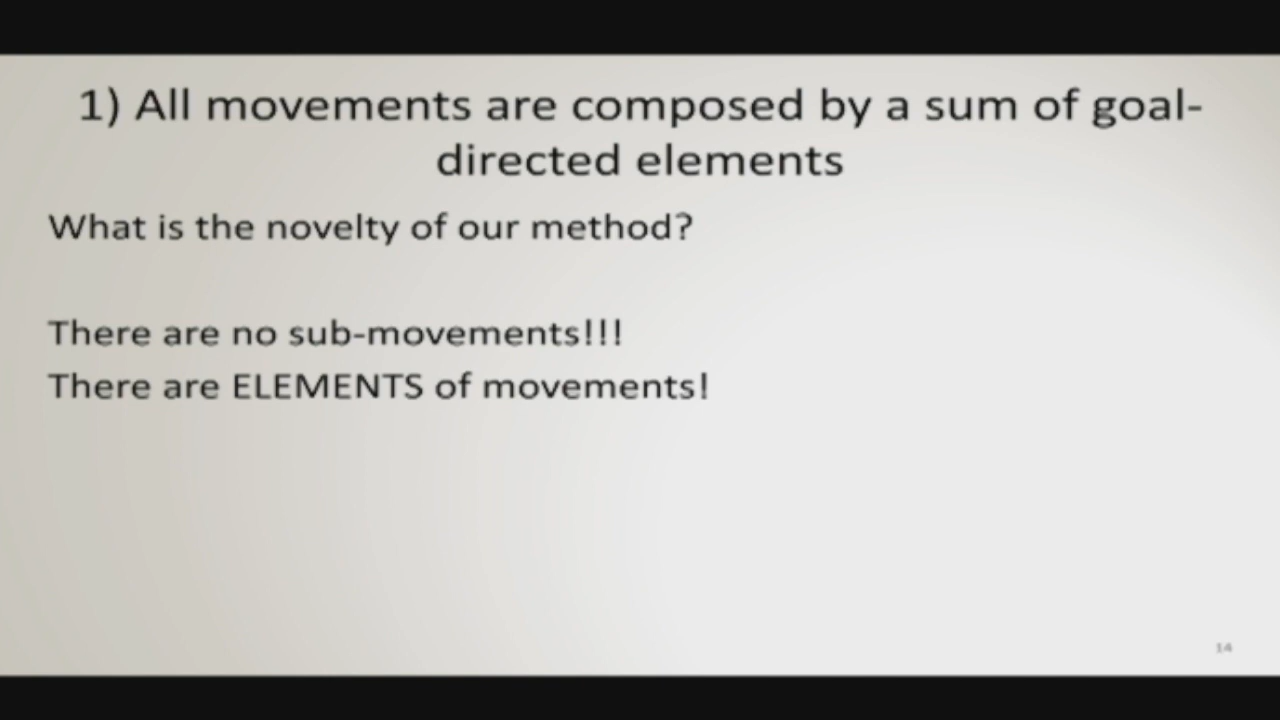 1) All movements are composed by a sum of goal-
directed elements
What is the novelty of our method?
There are no sub-movements!!!
There are ELEMENTS of movements!
14